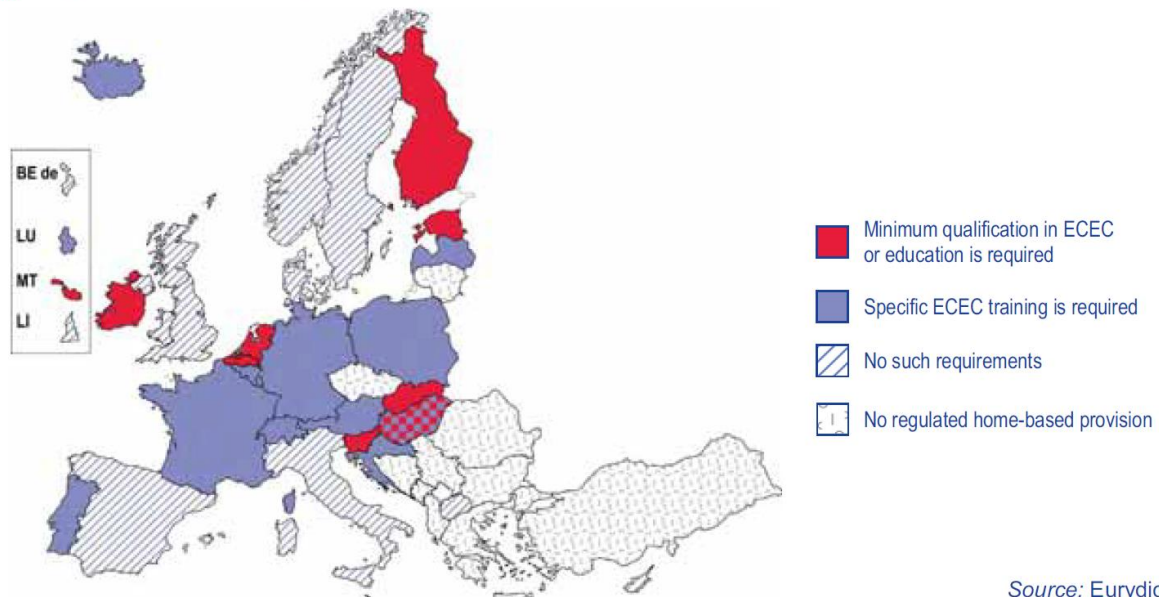 BE de
LU
MT
LI
Minimum qualification in ECEC
or education is required
Specific ECEC training is required
No such requirements
No regulated home-based provision
Source: Eurydic